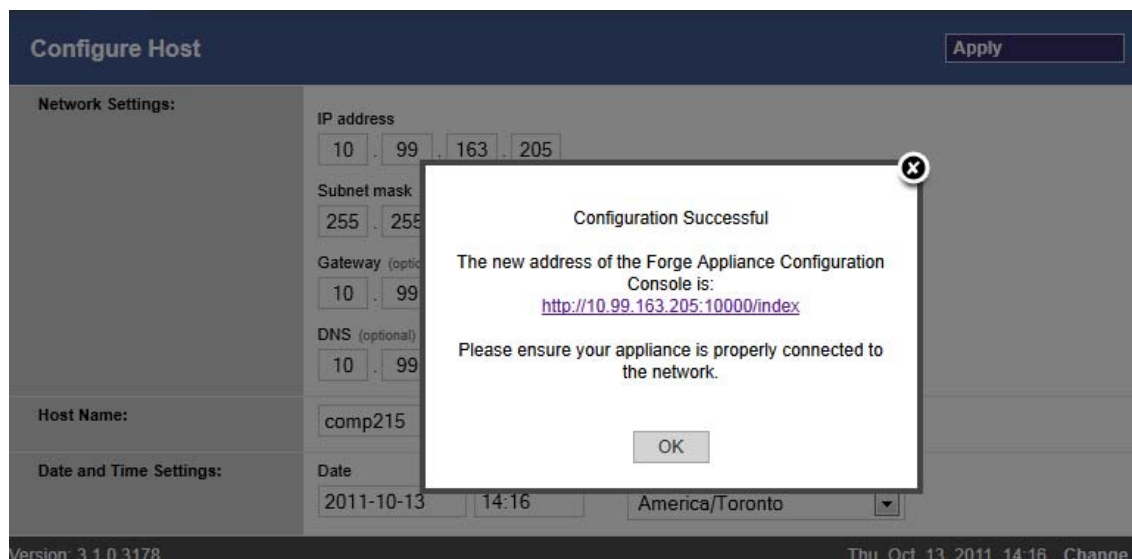 Configure Host
Apply
Network Settings:
IP address
10 . 99 . 163 . 205
Subnet mask
255 . 255
Gateway (optio
10 . 99
DNS (optional)
10 . 99
Configuration Successful
The new address of the Forge Appliance Configuration
Console is:
http://10.99.163.205:10000/index
Please ensure your appliance is properly connected to
the network.
OK
Host Name:
comp215
Date and Time Settings:
Date
2011-10-13 14:16 America/Toronto
Version: 3.1.0.3178
Thu, Oct, 13, 2011, 14:16 Change